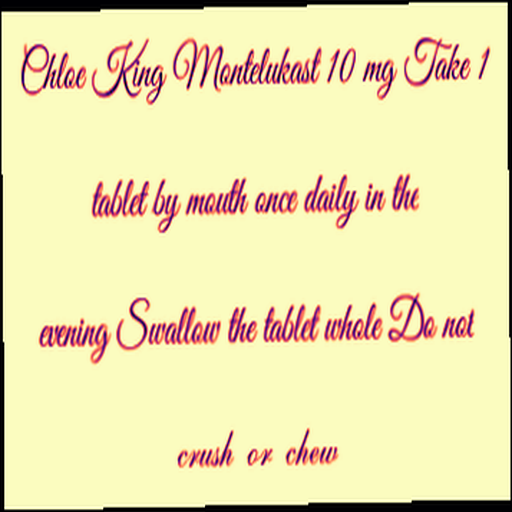 Chloe King Montelukast 10 mg Take 1
tablet by mouth once daily in the
evening Swallow the tablet whole Do not
crush or chew